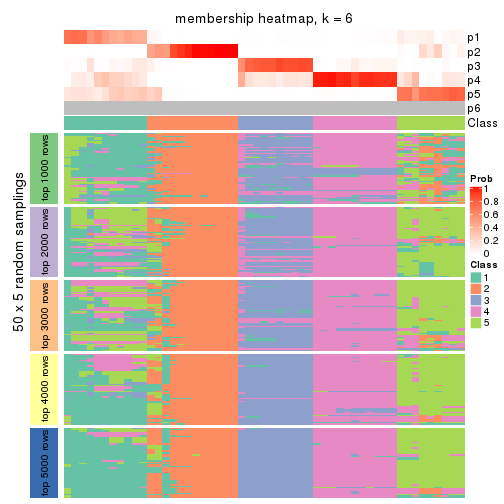 membership heatmap, k = 6
p1
p2
p3
p4
p5
p6
Class
50 x 5 random samplings
top 1000 rows
top 2000 rows
top 3000 rows
top 4000 rows
top 5000 rows
Prob
1
0.8
0.6
0.4
0.2
0
Class
1
2
3
4
5